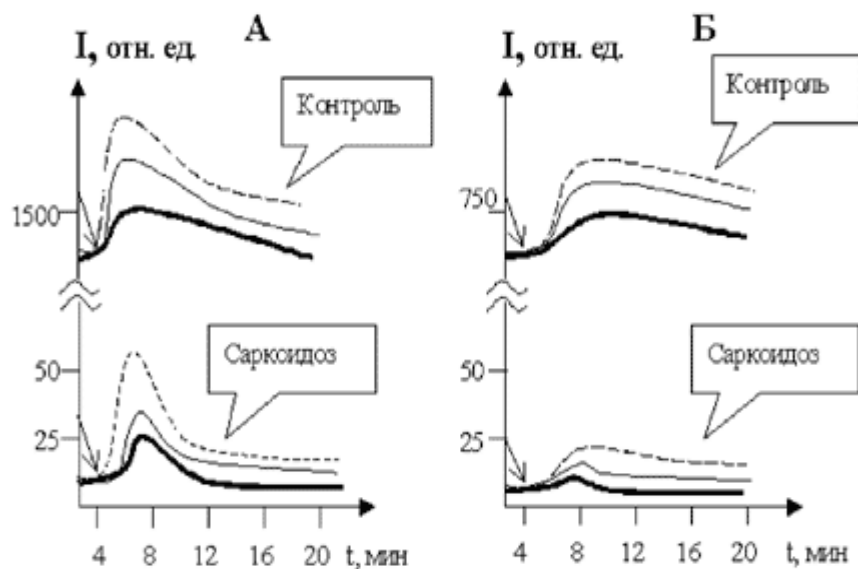 А
I, отн. ед.
Контроль
1500
50
Саркоидоз
25
4 8 12 16 20 t, мин
Б
I, отн. ед.
Контроль
750
50
Саркоидоз
25
4 8 12 16 20 t, мин